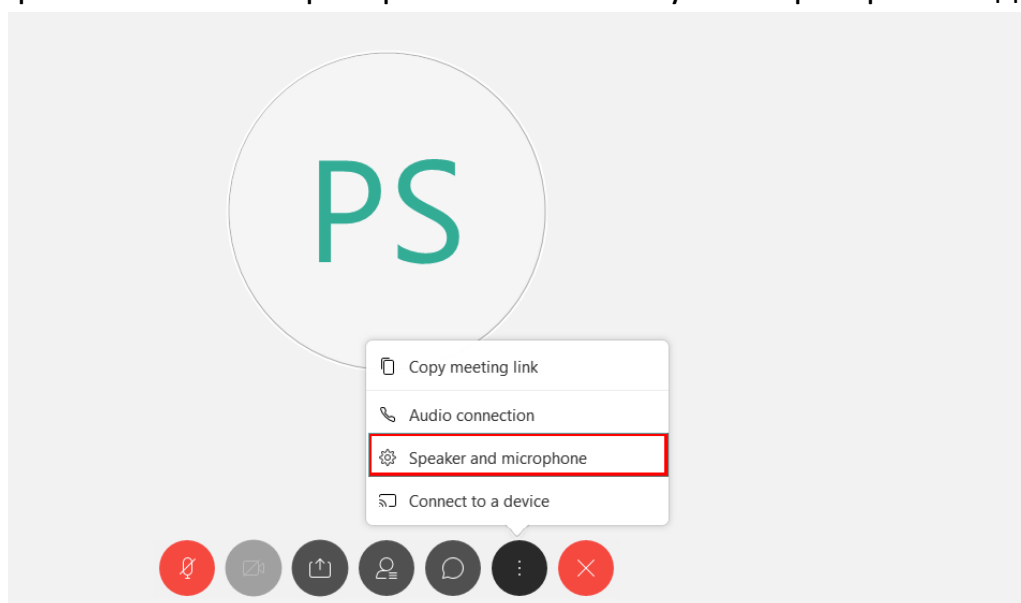 PS
Copy meeting link
Audio connection
Speaker and microphone
Connect to a device